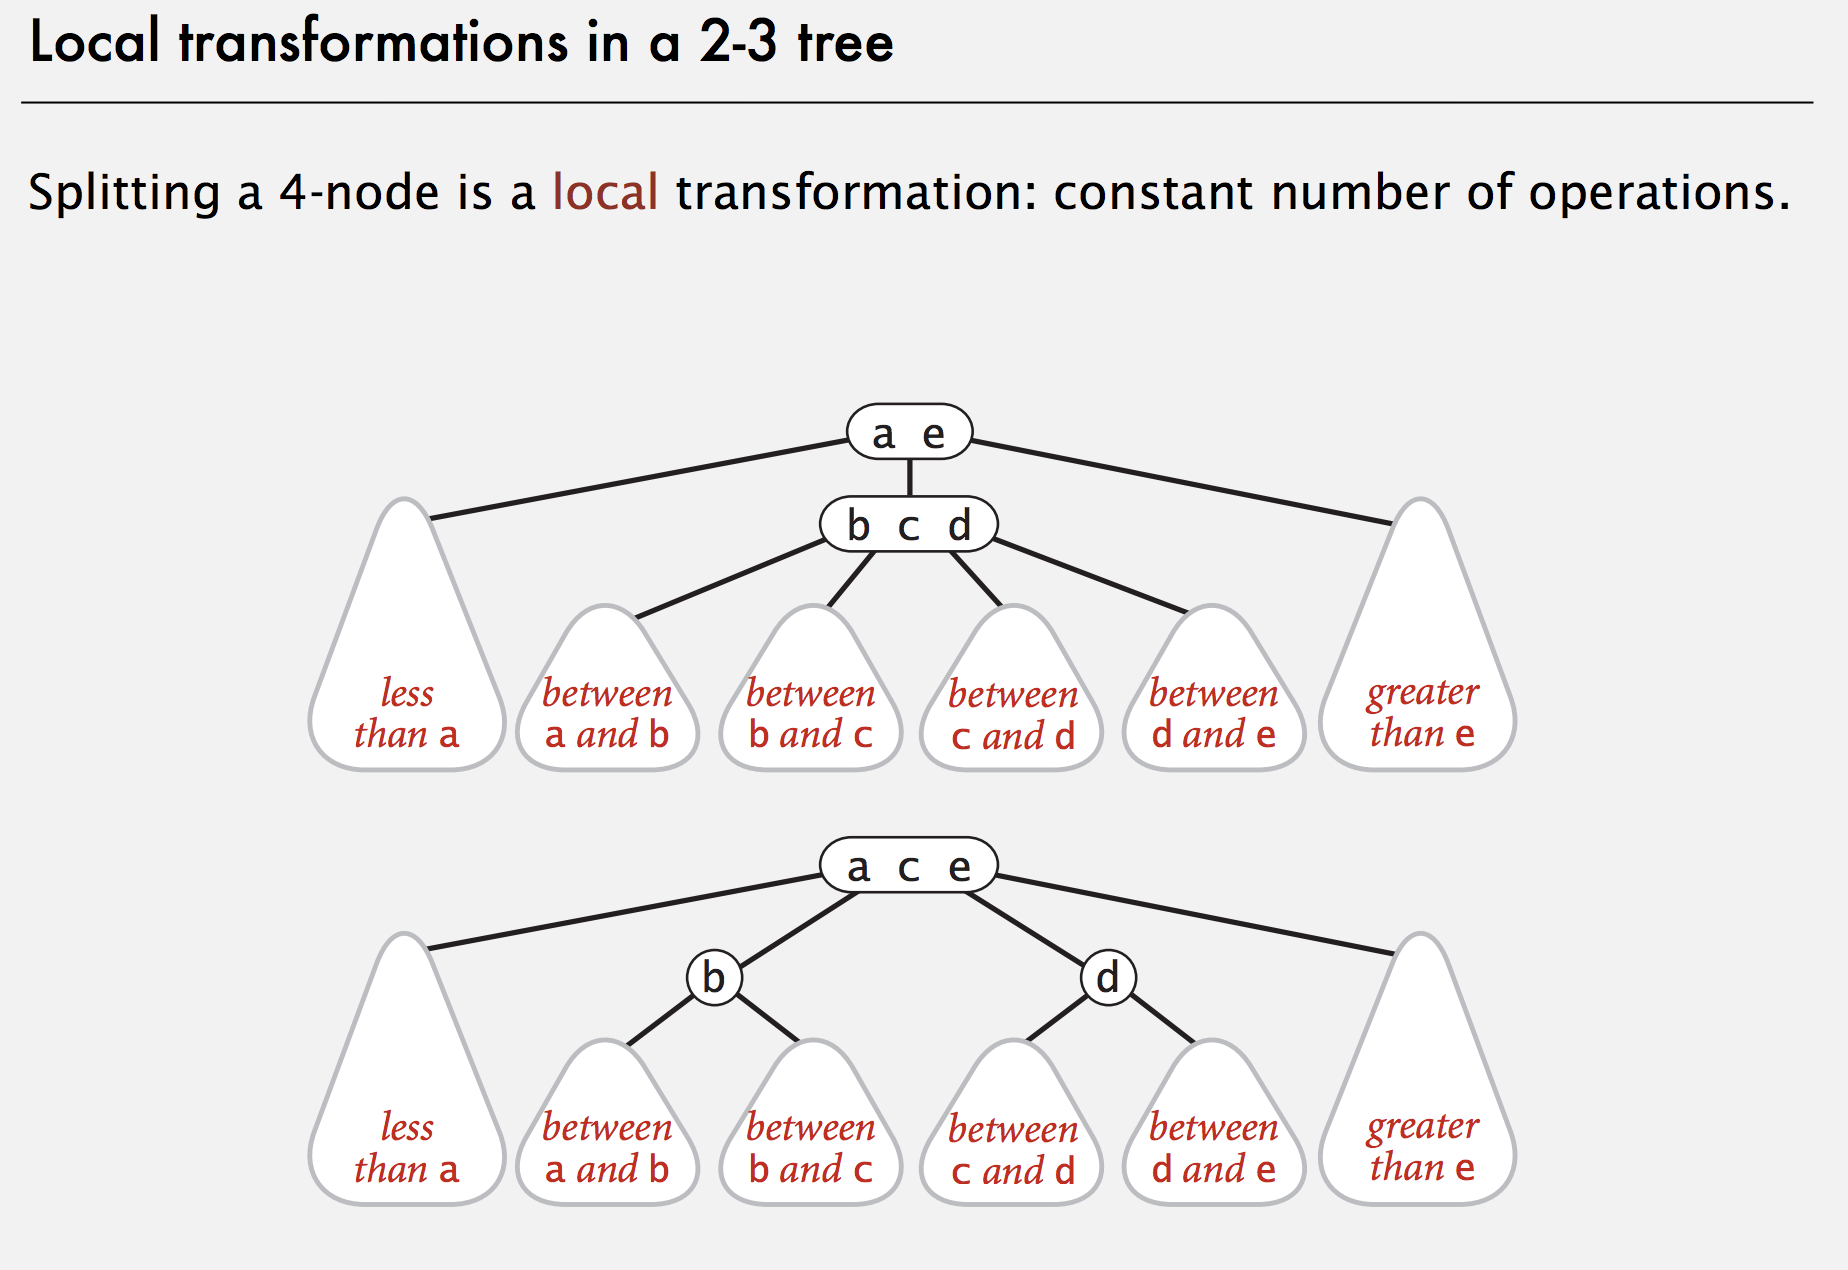 Local transformations in a 2-3 tree
Splitting a 4-node is a local transformation: constant number of operations.
a e
b c d
less
than a
between
a and b
between
b and c
between
c and d
between
d and e
greater
than e
a c e
b
d
less
than a
between
a and b
between
b and c
between
c and d
between
d and e
greater
than e